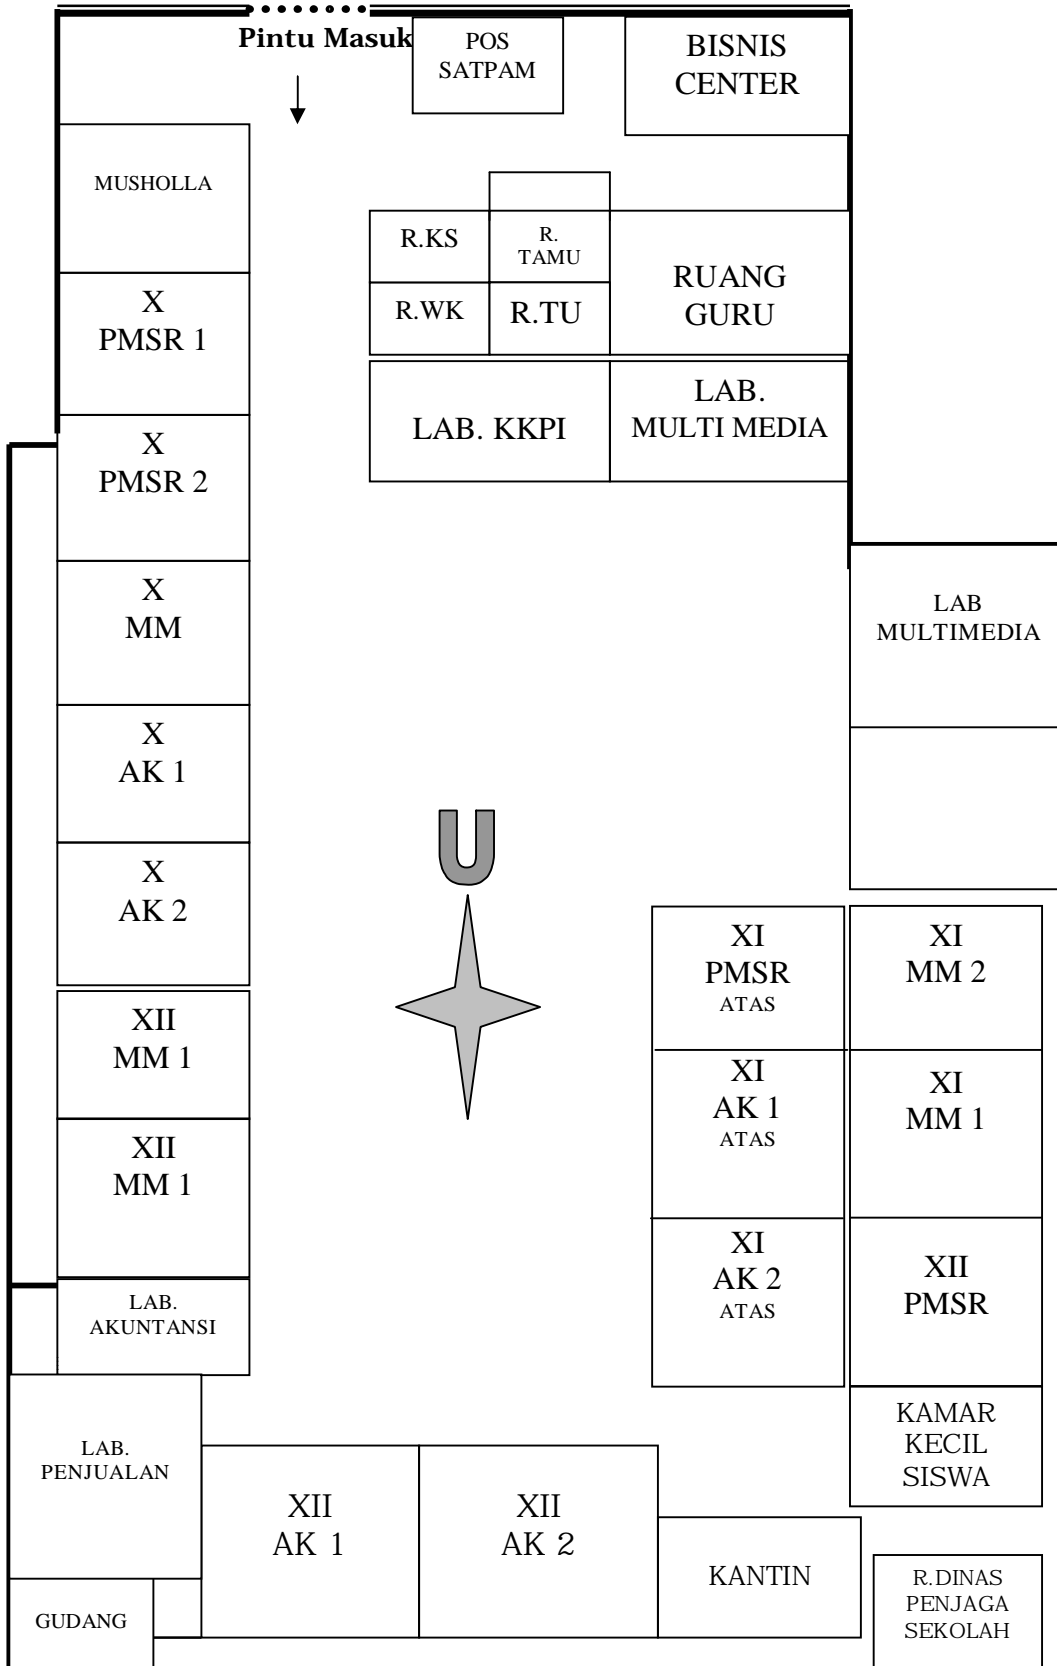 Pintu Masuk
POS
SATPAM
BISNIS
CENTER
MUSHOLLA
R.KS
R.
TAMU
RUANG
GURU
R.WK
R.TU
X
PMSR 1
LAB. KKPI
LAB.
MULTI MEDIA
X
PMSR 2
X
MM
LAB
MULTIMEDIA
X
AK 1
U
X
AK 2
XI
PMSR
ATAS
XI
MM 2
XII
MM 1
XI
AK 1
ATAS
XI
MM 1
XII
MM 1
XI
AK 2
ATAS
XII
PMSR
LAB.
AKUNTANSI
KAMAR
KECIL
SISWA
LAB.
PENJUALAN
XII
AK 1
XII
AK 2
KANTIN
R.DINAS
PENJAGA
SEKOLAH
GUDANG